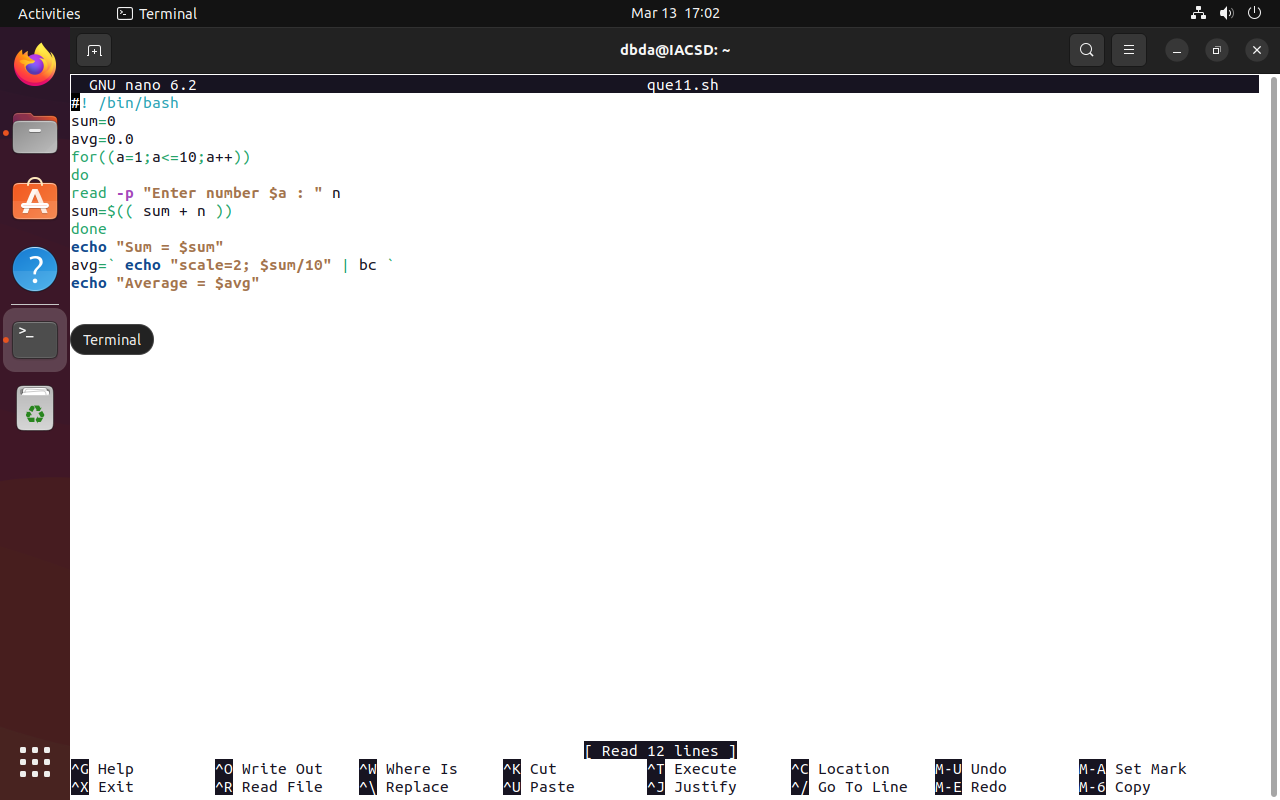 Activities Terminal Mar 13 17:02
dbda@IACSD: ~
GNU nano 6.2 que11.sh
#! /bin/bash
sum=0
avg=0.0
for((a=1;a<=10;a++))
do
read -p "Enter number $a : " n
sum=$(( sum + n ))
done
echo "Sum = $sum"
avg=` echo "scale=2; $sum/10" | bc `
echo "Average = $avg"
Terminal
[ Read 12 lines ]
^G Help ^O Write Out ^W Where Is ^K Cut ^T Execute ^C Location M-U Undo M-A Set Mark
^X Exit ^R Read File ^\ Replace ^U Paste ^J Justify ^/ Go To Line M-E Redo M-6 Copy